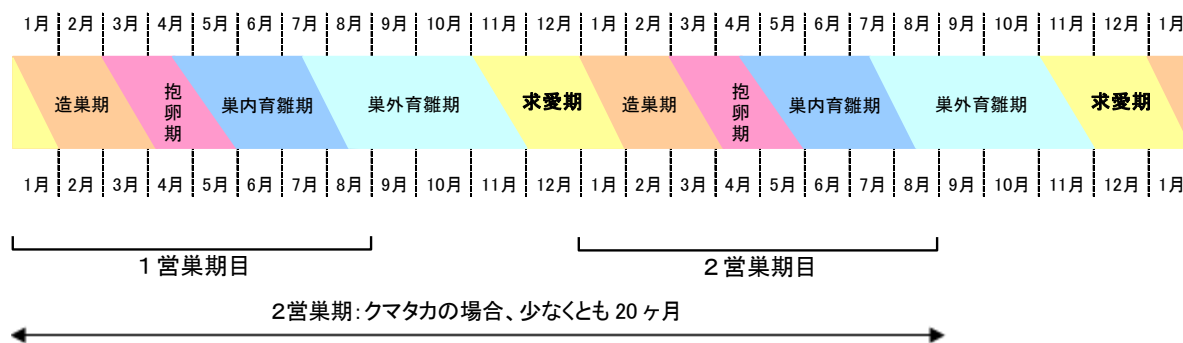 1月 2月 3月 4月 5月 6月 7月 8月 9月 10月 11月 12月 1月 2月 3月 4月 5月 6月 7月 8月 9月 10月 11月 12月 1月
造巣期 抱卵期 巣内育雛期 巣外育雛期 求愛期 造巣期 抱卵期 巣内育雛期 巣外育雛期 求愛期
1月 2月 3月 4月 5月 6月 7月 8月 9月 10月 11月 12月 1月 2月 3月 4月 5月 6月 7月 8月 9月 10月 11月 12月 1月
1営巣期目 2営巣期目
2営巣期：クマタカの場合、少なくとも20ヶ月